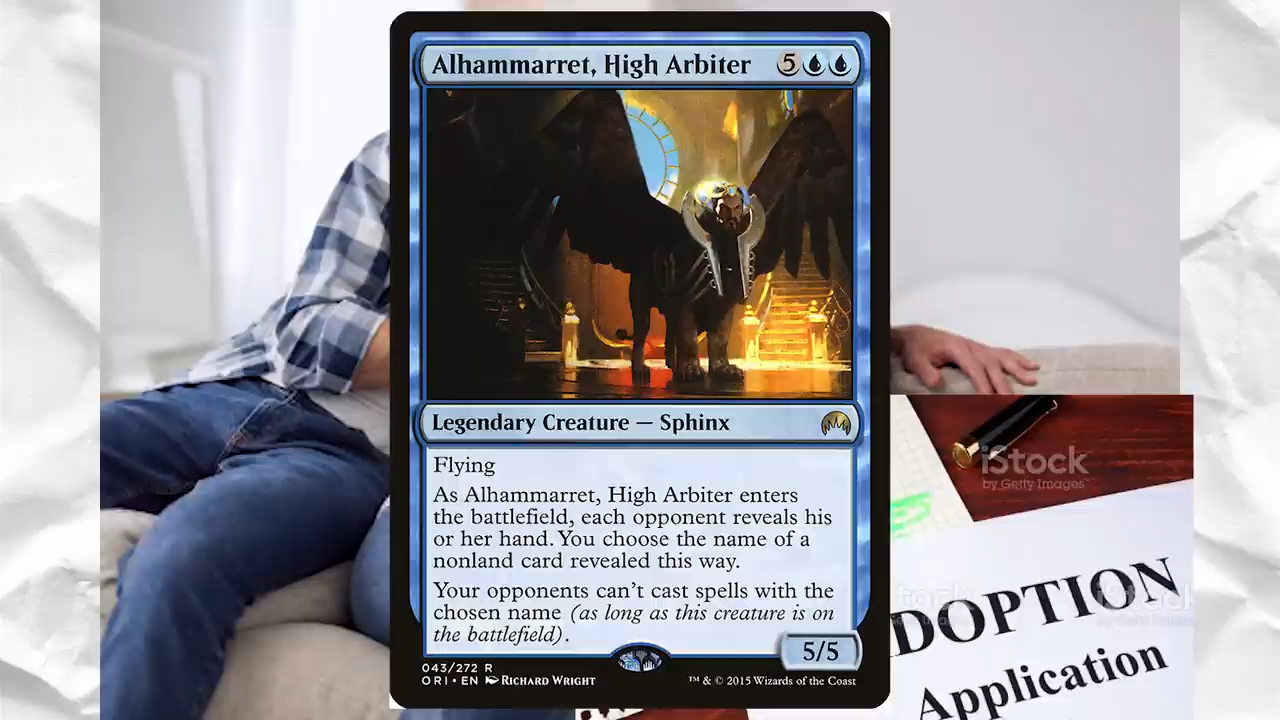 Alhammarret, High Arbiter 5
Legendary Creature — Sphinx
Flying
As Alhammarret, High Arbiter enters
the battlefield, each opponent reveals his
or her hand. You choose the name of a
nonland card revealed this way.
Your opponents can't cast spells with the
chosen name (as long as this creature is on
the battlefield).
5/5
043/272 R
ORI • EN RICHARD WRIGHT
™ & © 2015 Wizards of the Coast
iStock
by Getty Images
DOPTION
Application